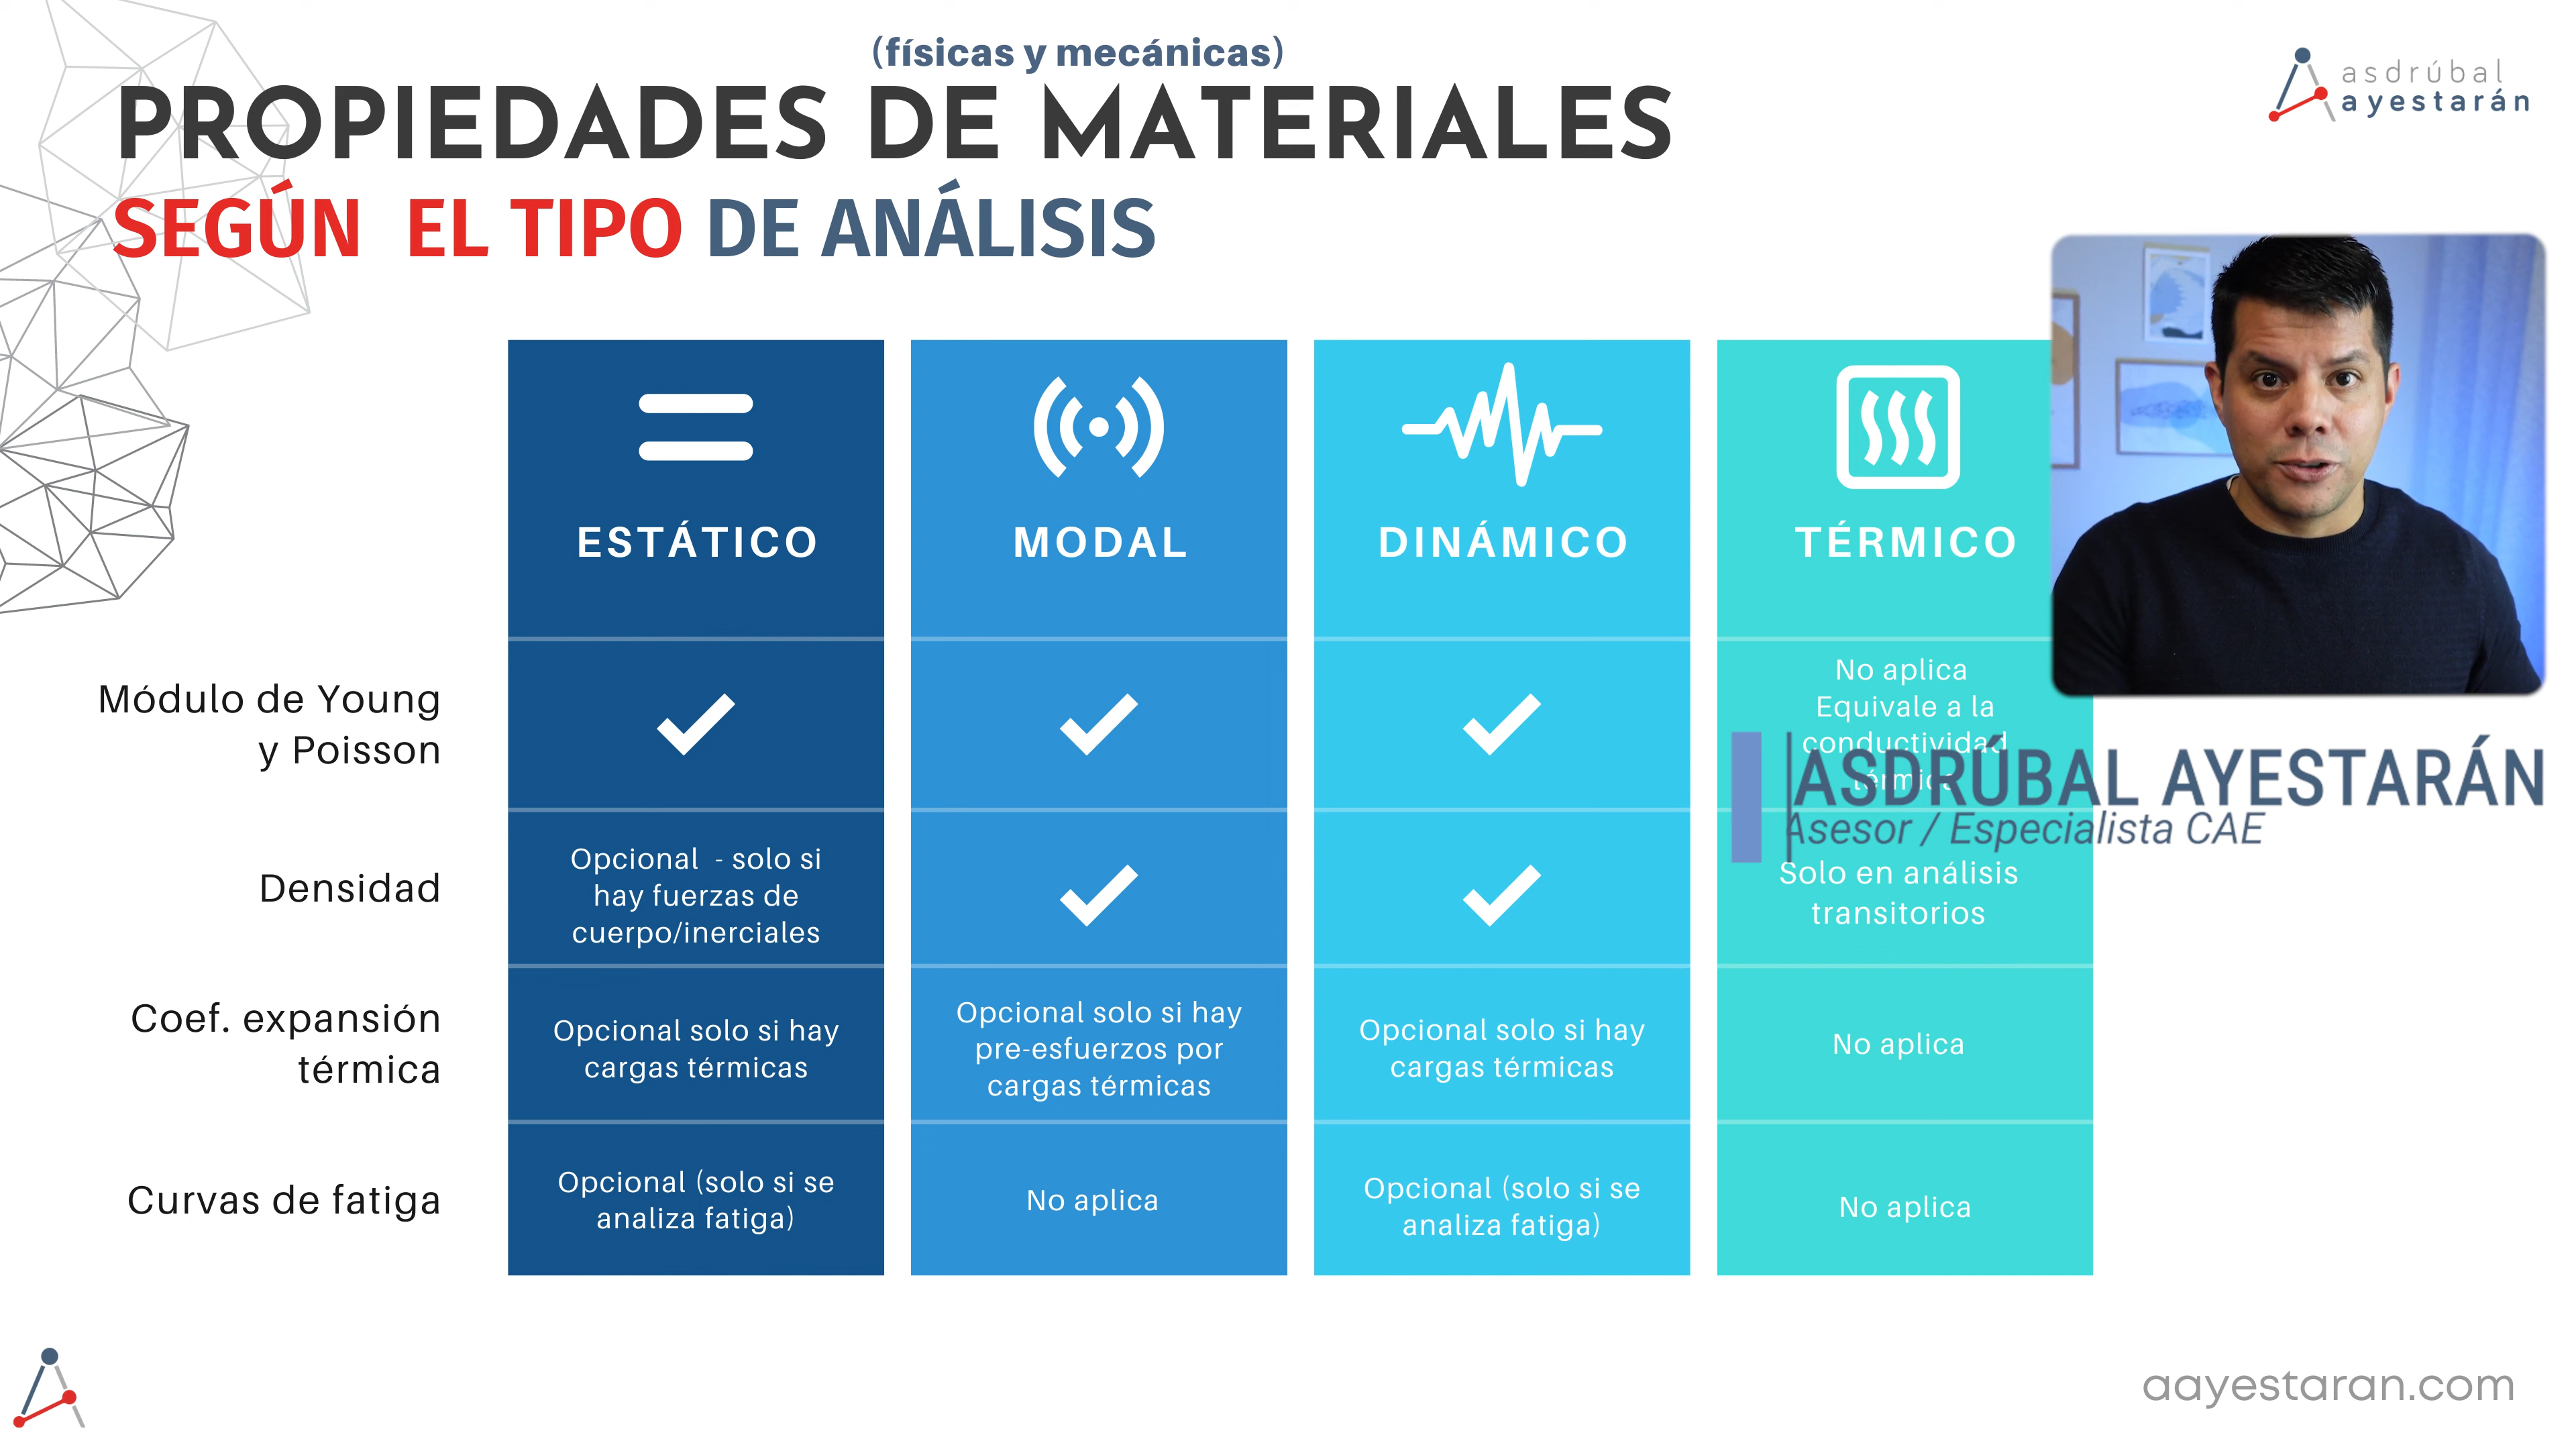 (físicas y mecánicas)
PROPIEDADES DE MATERIALES
SEGÚN EL TIPO DE ANÁLISIS
asdrúbal
ayestarán
ESTÁTICO
MODAL
DINÁMICO
TÉRMICO
Módulo de Young
y Poisson
No aplica
Equivale a la
conductividad
térmica
ASDRÚBAL AYESTARÁN
Asesor / Especialista CAE
Densidad
Opcional - solo si
hay fuerzas de
cuerpo/inerciales
Solo en análisis
transitorios
Coef. expansión
térmica
Opcional solo si hay
cargas térmicas
Opcional solo si hay
pre-esfuerzos por
cargas térmicas
Opcional solo si hay
cargas térmicas
No aplica
Curvas de fatiga
Opcional (solo si se
analiza fatiga)
No aplica
Opcional (solo si se
analiza fatiga)
No aplica
aayestaran.com